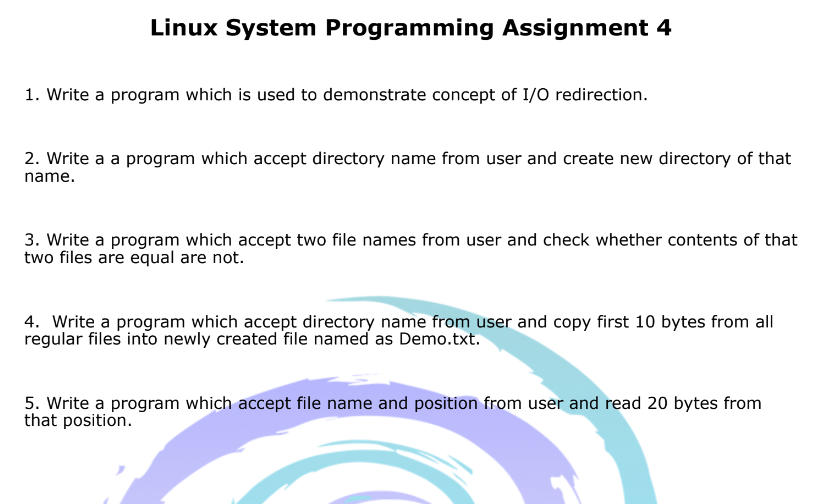 Linux System Programming Assignment 4
1. Write a program which is used to demonstrate concept of I/O redirection.
2. Write a a program which accept directory name from user and create new directory of that
name.
3. Write a program which accept two file names from user and check whether contents of that
two files are equal are not.
4.  Write a program which accept directory name from user and copy first 10 bytes from all
regular files into newly created file named as Demo.txt.
5. Write a program which accept file name and position from user and read 20 bytes from
that position.